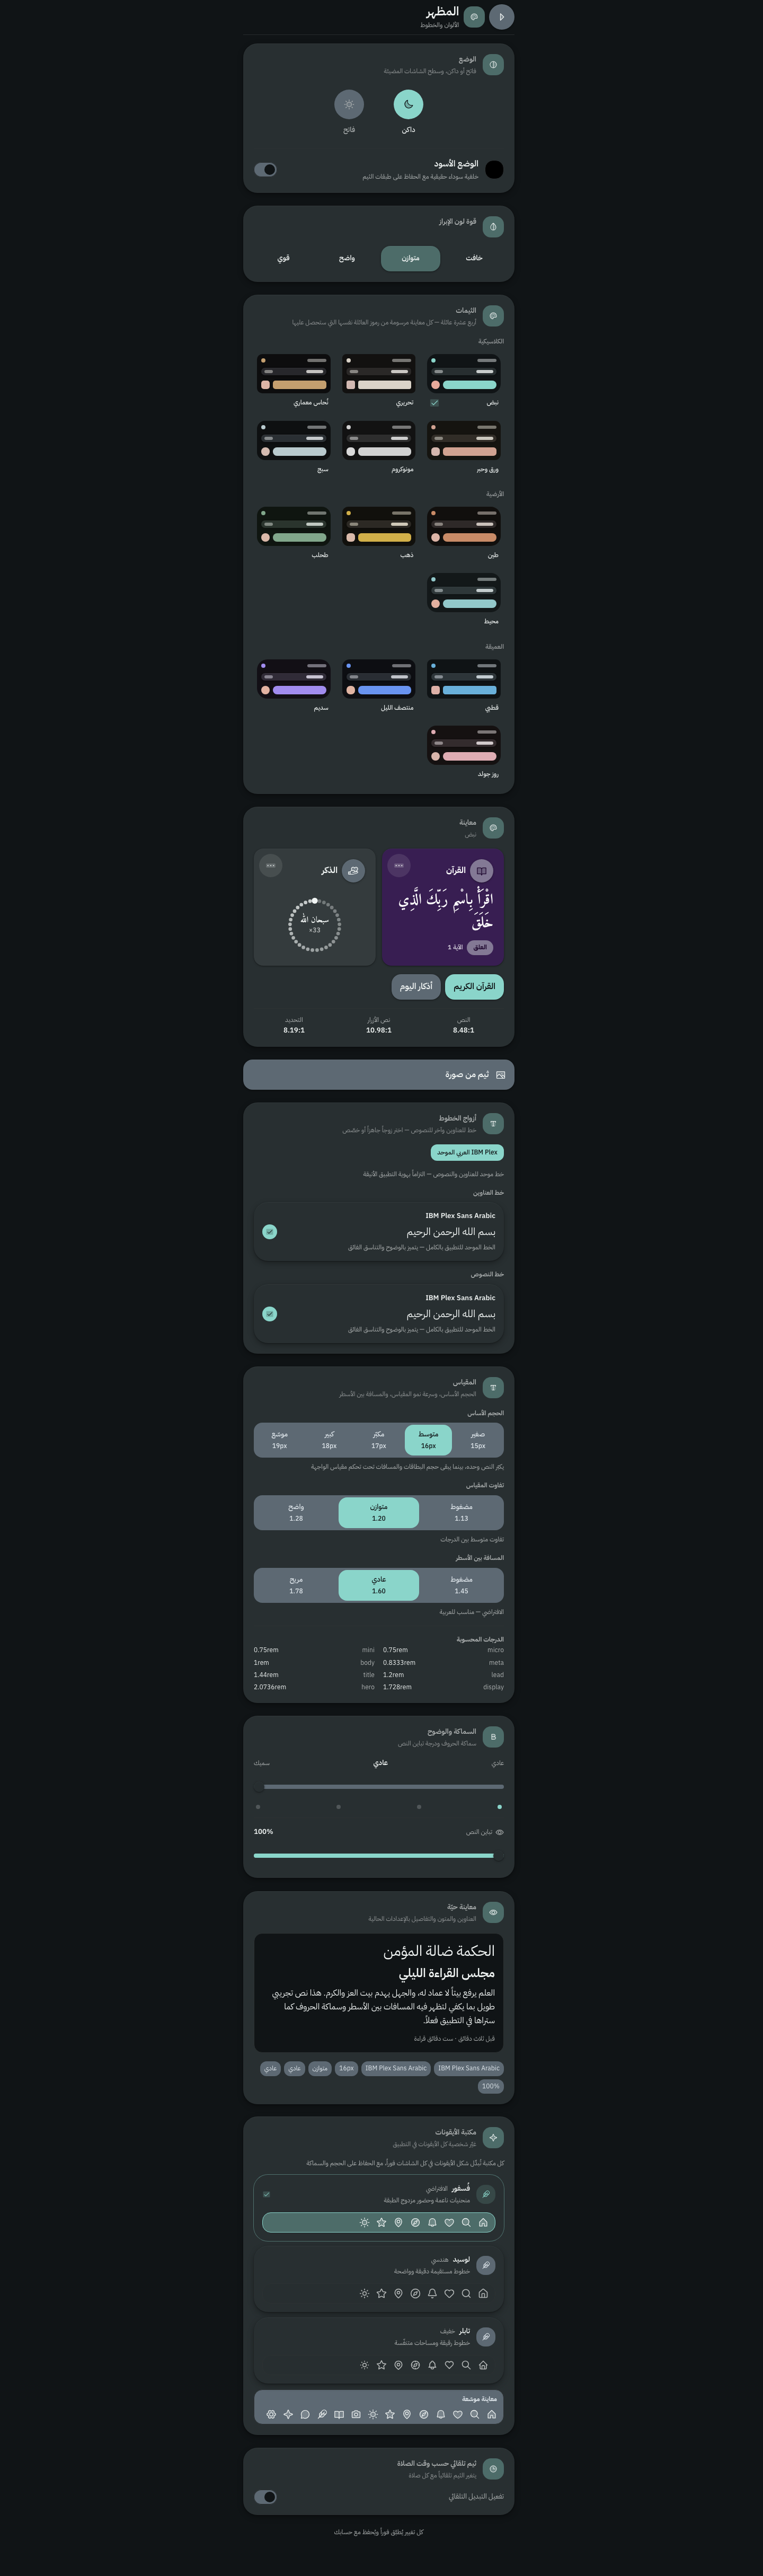 المظهر
الألوان والخطوط
الوضع
فاتح أو داكن، وسطح الشاشات المضيئة
داكن
فاتح
الوضع الأسود
خلفية سوداء حقيقية مع الحفاظ على طبقات الثيم
قوة لون الإبراز
خافت
متوازن
واضح
قوي
الثيمات
أربع عشرة عائلة — كل معاينة مرسومة من رموز العائلة نفسها التي ستحصل عليها
الكلاسيكية
نبض
تحريري
نُحاس معماري
ورق وحبر
مونوكروم
سبج
الأرضية
طين
ذهب
طحلب
محيط
العميقة
قطبي
منتصف الليل
سديم
روز جولد
معاينة
نبض
القرآن
اقْرَأْ بِاسْمِ رَبِّكَ الَّذِي
خَلَقَ
العلق
الآية 1
الذكر
سبحان الله
×33
القرآن الكريم
أذكار اليوم
النص
8.48:1
نص الأزرار
10.98:1
التحديد
8.19:1
ثيم من صورة
أزواج الخطوط
خط للعناوين وآخر للنصوص — اختر زوجاً جاهزاً أو خصّص
IBM Plex العربي الموحد
خط موحد للعناوين والنصوص — التزاماً بهوية التطبيق الأنيقة
خط العناوين
IBM Plex Sans Arabic
بسم الله الرحمن الرحيم
الخط الموحد للتطبيق بالكامل — يتميز بالوضوح والتناسق الفائق
خط النصوص
IBM Plex Sans Arabic
بسم الله الرحمن الرحيم
الخط الموحد للتطبيق بالكامل — يتميز بالوضوح والتناسق الفائق
المقياس
الحجم الأساس، وسرعة نمو المقياس، والمسافة بين الأسطر
الحجم الأساس
صغير
15px
متوسط
16px
مكبّر
17px
كبير
18px
موسّع
19px
يكبّر النص وحده، بينما يبقى حجم البطاقات والمسافات تحت تحكم مقياس الواجهة
تفاوت المقياس
مضغوط
1.13
متوازن
1.20
واضح
1.28
تفاوت متوسط بين الدرجات
المسافة بين الأسطر
مضغوط
1.45
عادي
1.60
مريح
1.78
الافتراضي — مناسب للعربية
الدرجات المحسوبة
micro 0.75rem
mini 0.75rem
meta 0.8333rem
body 1rem
lead 1.2rem
title 1.44rem
display 1.728rem
hero 2.0736rem
السماكة والوضوح
سماكة الحروف ودرجة تباين النص
عادي
عادي
سميك
تباين النص
100%
معاينة حيّة
العناوين والمتون والتفاصيل بالإعدادات الحالية
الحكمة ضالة المؤمن
مجلس القراءة الليلي
العلم يرفع بيتاً لا عماد له، والجهل يهدم بيت العز والكرم. هذا نص تجريبي
طويل بما يكفي لتظهر فيه المسافات بين الأسطر وسماكة الحروف كما
ستراها في التطبيق فعلاً.
قبل ثلاث دقائق · ست دقائق قراءة
IBM Plex Sans Arabic
IBM Plex Sans Arabic
16px
متوازن
عادي
عادي
100%
مكتبة الأيقونات
غيّر شخصية كل الأيقونات في التطبيق
كل مكتبة تُبدّل شكل الأيقونات في كل الشاشات فوراً، مع الحفاظ على الحجم والسماكة
فُسفور الافتراضي
منحنيات ناعمة وحضور مزدوج الطبقة
لوسيد هندسي
خطوط مستقيمة دقيقة وواضحة
تابلر خفيف
خطوط رقيقة ومساحات متنفّسة
معاينة موسّعة
ثيم تلقائي حسب وقت الصلاة
يتغير الثيم تلقائياً مع كل صلاة
تفعيل التبديل التلقائي
كل تغيير يُطبّق فوراً ويُحفظ مع حسابك